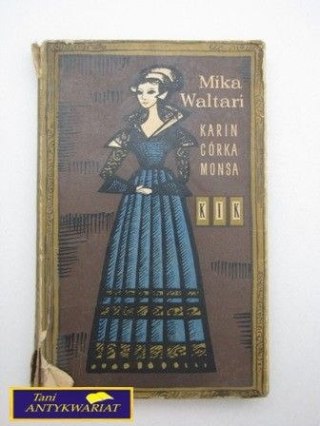 Mika
Waltari
KARIN
CÓRKA
MONSA
KIK
Tani
ANTYKWARIAT